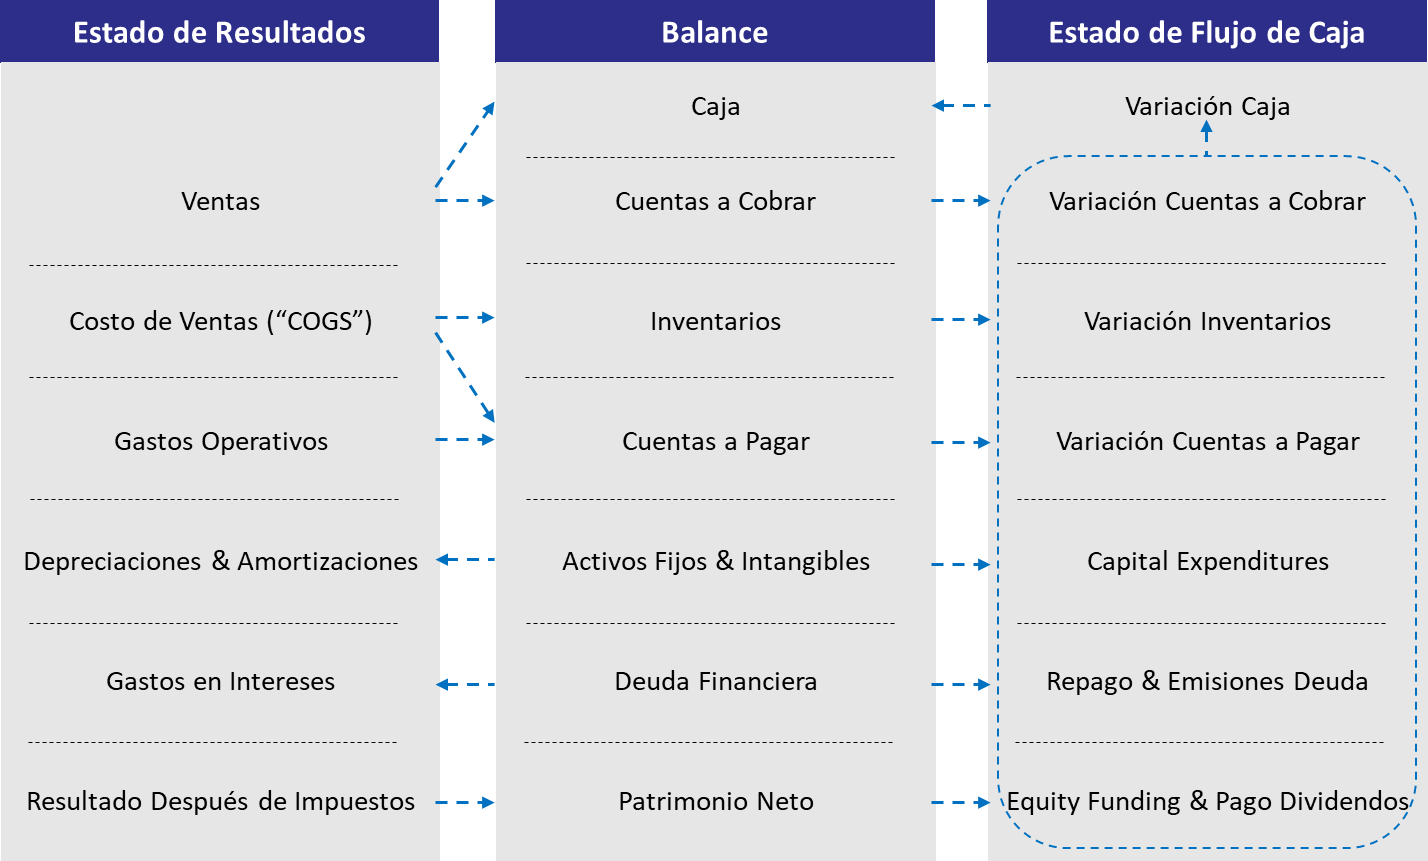 Estado de Resultados
Balance
Estado de Flujo de Caja
Caja
Variación Caja
Ventas
Cuentas a Cobrar
Variación Cuentas a Cobrar
Costo de Ventas (“COGS”)
Inventarios
Variación Inventarios
Gastos Operativos
Cuentas a Pagar
Variación Cuentas a Pagar
Depreciaciones & Amortizaciones
Activos Fijos & Intangibles
Capital Expenditures
Gastos en Intereses
Deuda Financiera
Repago & Emisiones Deuda
Resultado Después de Impuestos
Patrimonio Neto
Equity Funding & Pago Dividendos